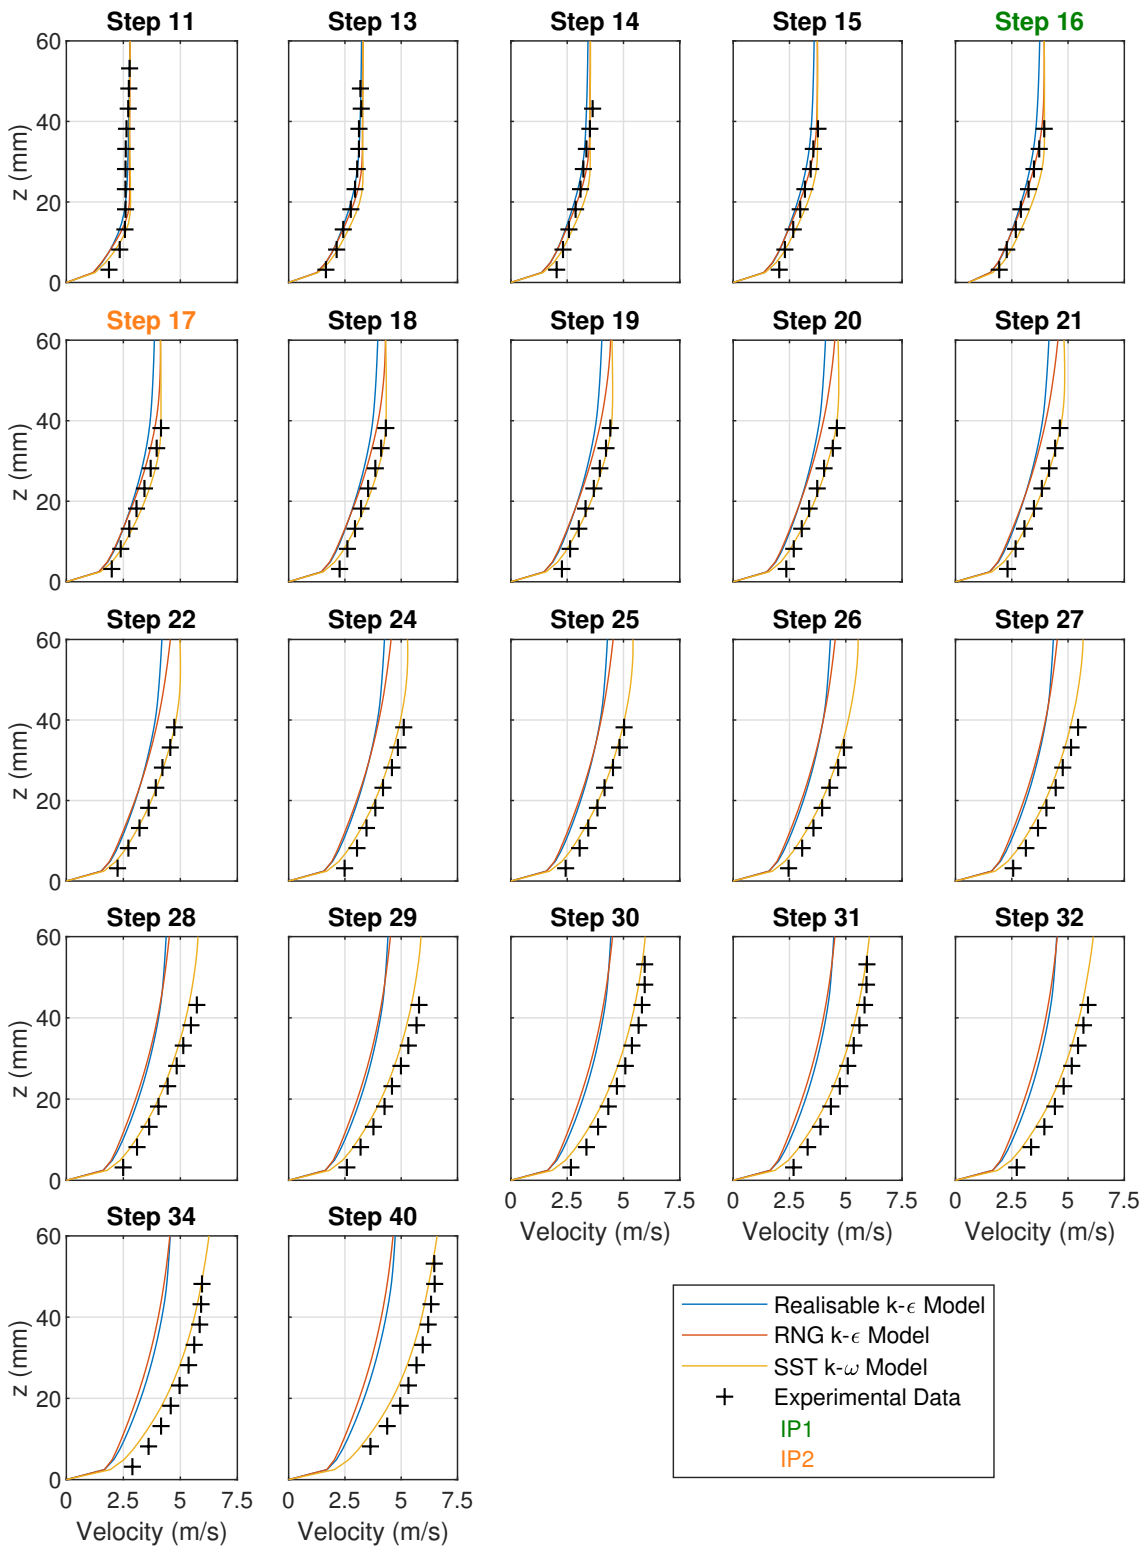 Step 11
Step 13
Step 14
Step 15
Step 16
60
40
20
0
z (mm)
Step 17
Step 18
Step 19
Step 20
Step 21
60
40
20
0
z (mm)
Step 22
Step 24
Step 25
Step 26
Step 27
60
40
20
0
z (mm)
Step 28
Step 29
Step 30
Step 31
Step 32
60
40
20
0
z (mm)
0 2.5 5 7.5
Velocity (m/s)
0 2.5 5 7.5
Velocity (m/s)
0 2.5 5 7.5
Velocity (m/s)
Step 34
Step 40
60
40
20
0
z (mm)
0 2.5 5 7.5
Velocity (m/s)
0 2.5 5 7.5
Velocity (m/s)
Realisable k-ϵ Model
RNG k-ϵ Model
SST k-ω Model
Experimental Data
IP1
IP2